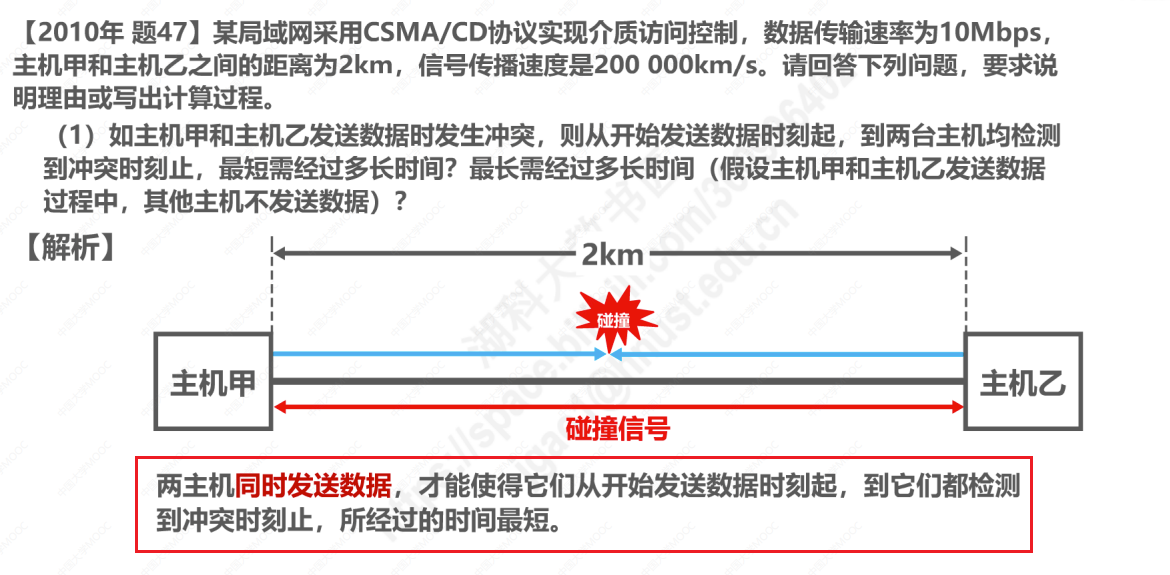 【2010年 题47】某局域网采用CSMA/CD协议实现介质访问控制，数据传输速率为10Mbps，
主机甲和主机乙之间的距离为2km，信号传播速度是200 000km/s。请回答下列问题，要求说
明理由或写出计算过程。
（1）如主机甲和主机乙发送数据时发生冲突，则从开始发送数据时刻起，到两台主机均检测
到冲突时刻止，最短需经过多长时间？最长需经过多长时间（假设主机甲和主机乙发送数据
过程中，其他主机不发送数据）？
【解析】
2km
碰撞
主机甲
主机乙
碰撞信号
两主机同时发送数据，才能使得它们从开始发送数据时刻起，到它们都检测
到冲突时刻止，所经过的时间最短。